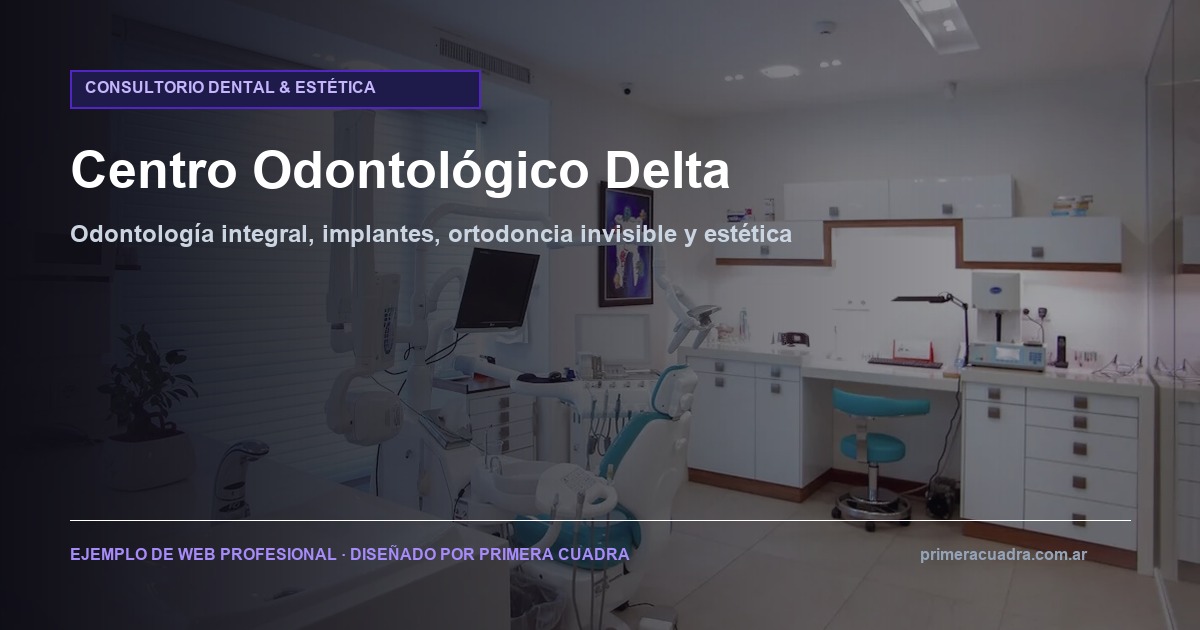 CONSULTORIO DENTAL & ESTÉTICA
Centro Odontológico Delta
Odontología integral, implantes, ortodoncia invisible y estética
EJEMPLO DE WEB PROFESIONAL · DISEÑADO POR PRIMERA CUADRA
primeracuadra.com.ar